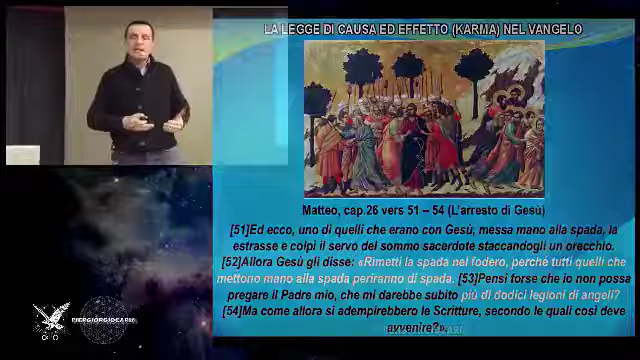 LA LEGGE DI CAUSA ED EFFETTO (KARMA) NEL VANGELO
Matteo, cap.26 vers 51 – 54 (L'arresto di Gesù)
[51]Ed ecco, uno di quelli che erano con Gesù, messa mano alla spada, la
estrasse e colpì il servo del sommo sacerdote staccandogli un orecchio.
[52]Allora Gesù gli disse: «Rimetti la spada nel fodero, perché tutti quelli che
mettono mano alla spada periranno di spada. [53]Pensi forse che io non possa
pregare il Padre mio, che mi darebbe subito più di dodici legioni di angeli?
[54]Ma come allora si adempirebbero le Scritture, secondo le quali così deve
avvenire?».
PIERGIORGIOCARIA